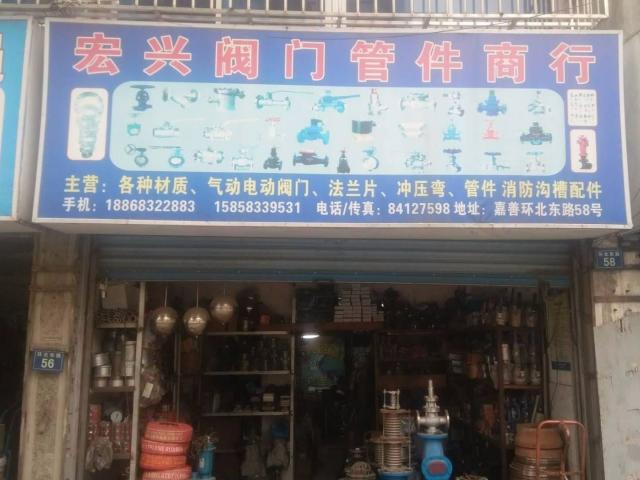 宏兴阀门管件商行
主营：各种材质、气动电动阀门、法兰片、冲压弯、管件 消防沟槽配件
手机：18868322883 15858339531 电话/传真：84127598 地址：嘉善环北东路58号
56
58